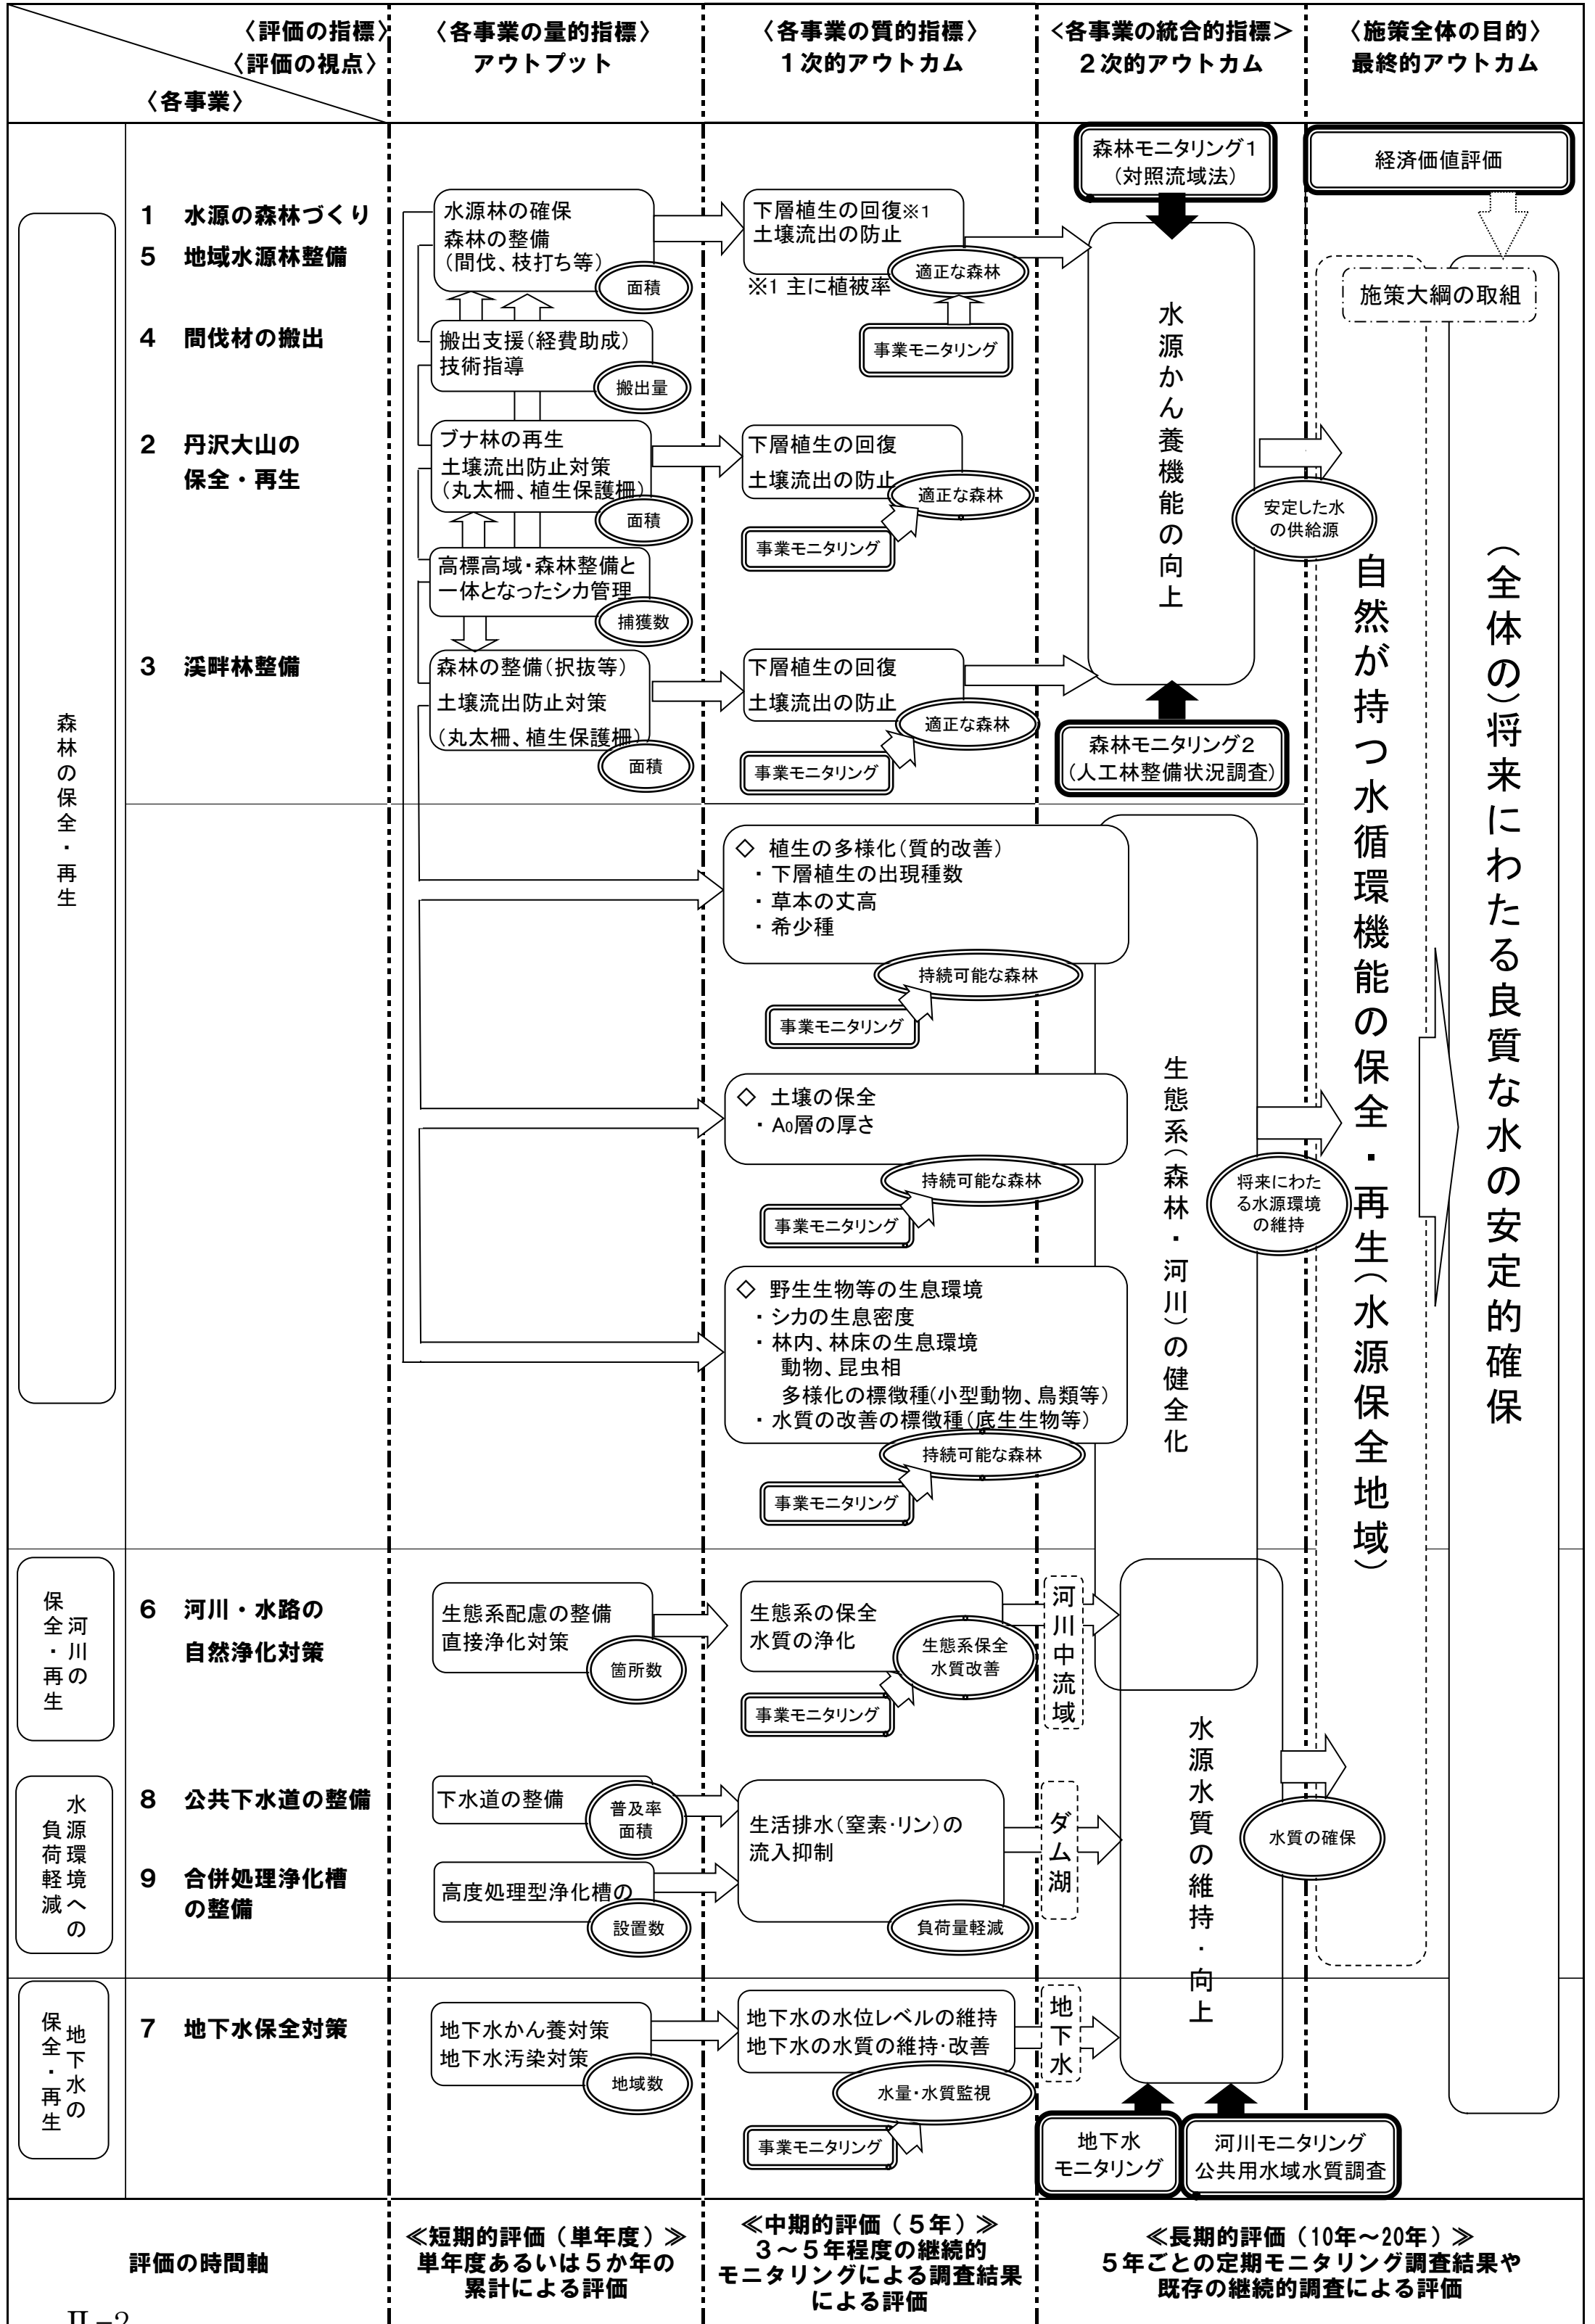 〈評価の指標〉
〈評価の視点〉
〈各事業〉
〈各事業の量的指標〉
アウトプット
〈各事業の質的指標〉
１次的アウトカム
＜各事業の統合的指標＞
２次的アウトカム
〈施策全体の目的〉
最終的アウトカム
森林の保全・再生
1 水源の森林づくり
5 地域水源林整備
水源林の確保
森林の整備
（間伐、枝打ち等）
面積
下層植生の回復※1
土壌流出の防止
適正な森林
※1 主に植被率
事業モニタリング
4 間伐材の搬出
搬出支援（経費助成）
技術指導
搬出量
2 丹沢大山の
保全・再生
ブナ林の再生
土壌流出防止対策
（丸太柵、植生保護柵）
面積
下層植生の回復
土壌流出の防止
適正な森林
事業モニタリング
高標高域・森林整備と
一体となったシカ管理
捕獲数
3 渓畔林整備
森林の整備（択抜等）
土壌流出防止対策
（丸太柵、植生保護柵）
面積
下層植生の回復
土壌流出の防止
適正な森林
事業モニタリング
森林モニタリング１
（対照流域法）
水源かん養機能の向上
森林モニタリング２
（人工林整備状況調査）
経済価値評価
施策大綱の取組
安定した水
の供給源
自然が持つ水循環機能の保全・再生（水源保全地域）
（全体の）将来にわたる良質な水の安定的確保
◇ 植生の多様化（質的改善）
・下層植生の出現種数
・草本の丈高
・希少種
持続可能な森林
事業モニタリング
◇ 土壌の保全
・A0層の厚さ
持続可能な森林
事業モニタリング
◇ 野生生物等の生息環境
・シカの生息密度
・林内、林床の生息環境
動物、昆虫相
多様化の標徴種（小型動物、鳥類等）
・水質の改善の標徴種（底生生物等）
持続可能な森林
事業モニタリング
生態系（森林・河川）の健全化
将来にわた
る水源環境
の維持
河川の
保全・再生
6 河川・水路の
自然浄化対策
生態系配慮の整備
直接浄化対策
箇所数
生態系の保全
水質の浄化
生態系保全
水質改善
事業モニタリング
河川中流域
水源環境への
負荷軽減
8 公共下水道の整備
下水道の整備
普及率
面積
9 合併処理浄化槽
の整備
高度処理型浄化槽の
設置数
生活排水（窒素・リン）の
流入抑制
負荷量軽減
ダム湖
水源水質の維持・向上
水質の確保
地下水の
保全・再生
7 地下水保全対策
地下水かん養対策
地下水汚染対策
地域数
地下水の水位レベルの維持
地下水の水質の維持・改善
水量・水質監視
事業モニタリング
地下水
地下水
モニタリング
河川モニタリング
公共用水域水質調査
評価の時間軸
≪短期的評価（単年度）≫
単年度あるいは５か年の
累計による評価
≪中期的評価（５年）≫
３～５年程度の継続的
モニタリングによる調査結果
による評価
≪長期的評価（10年～20年）≫
５年ごとの定期モニタリング調査結果や
既存の継続的調査による評価
Ⅱ-2